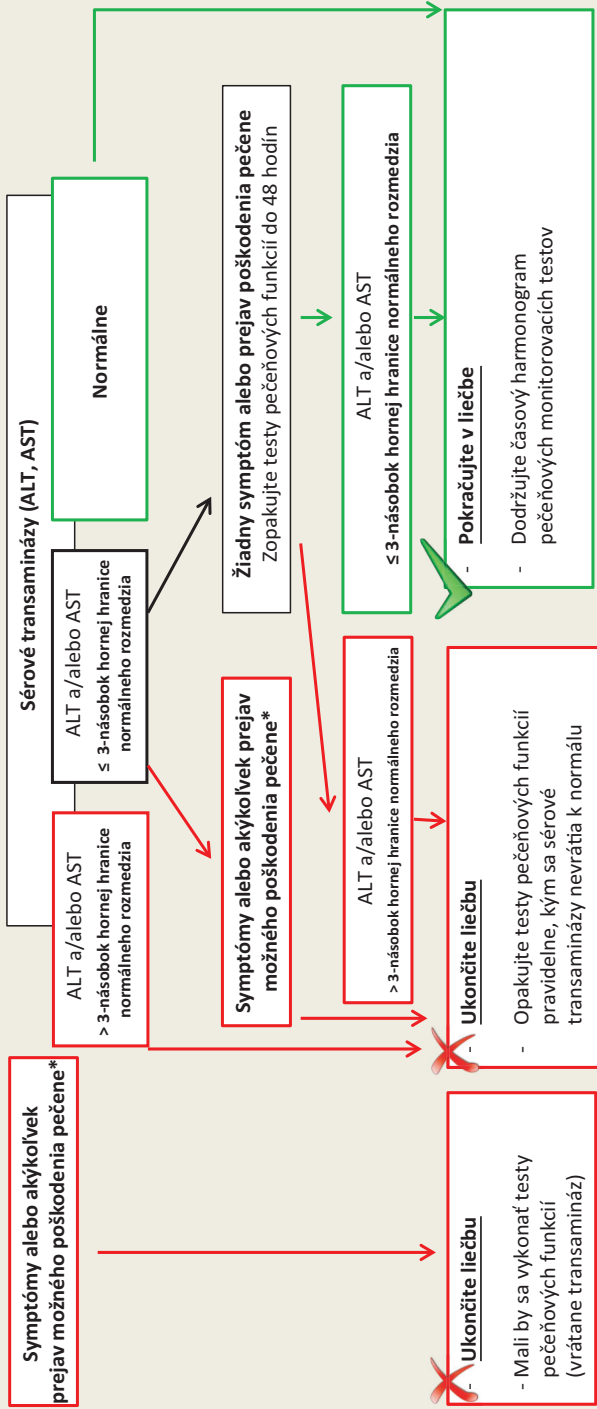 Symptómy alebo akýkoľvek
prejav možného poškodenia pečene*
Sérové transaminázy (ALT, AST)
ALT a/alebo AST
> 3-násobok hornej hranice
normálneho rozmedzia
ALT a/alebo AST
≤ 3-násobok hornej hranice
normálneho rozmedzia
Normálne
Symptómy alebo akýkoľvek prejav
možného poškodenia pečene*
Žiadny symptóm alebo prejav poškodenia pečene
Zopakujte testy pečeňových funkcií do 48 hodín
ALT a/alebo AST
> 3-násobok hornej hranice normálneho rozmedzia
ALT a/alebo AST
≤ 3-násobok hornej hranice normálneho rozmedzia
- Ukončite liečbu
- Mali by sa vykonať testy
pečeňových funkcií
(vrátane transamináz)
- Ukončite liečbu
- Opakujte testy pečeňových funkcií
pravidelne, kým sa sérové
transaminázy nevrátia k normálu
- Pokračujte v liečbe
- Dodržujte časový harmonogram
pečeňových monitorovacích testov